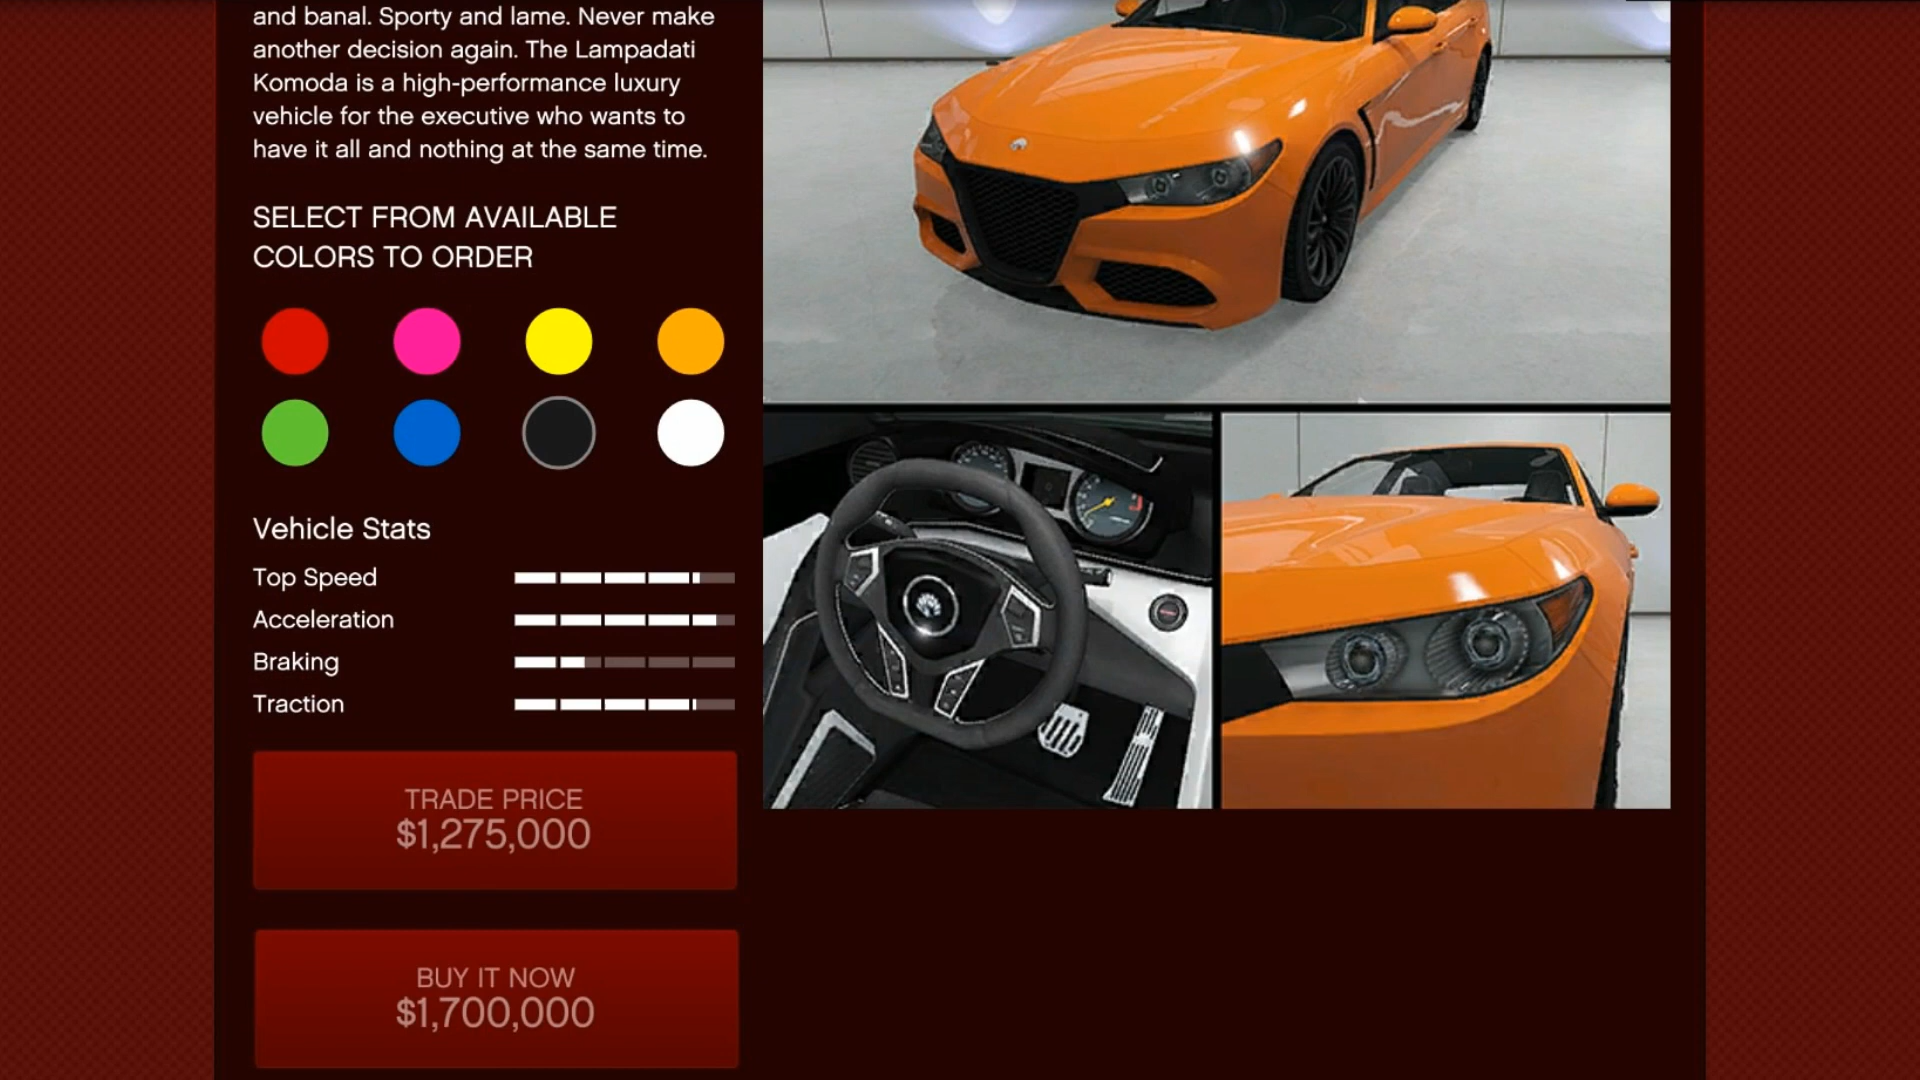 and banal. Sporty and lame. Never make
another decision again. The Lampadati
Komoda is a high-performance luxury
vehicle for the executive who wants to
have it all and nothing at the same time.
SELECT FROM AVAILABLE
COLORS TO ORDER
Vehicle Stats
Top Speed
Acceleration
Braking
Traction
TRADE PRICE
$1,275,000
BUY IT NOW
$1,700,000